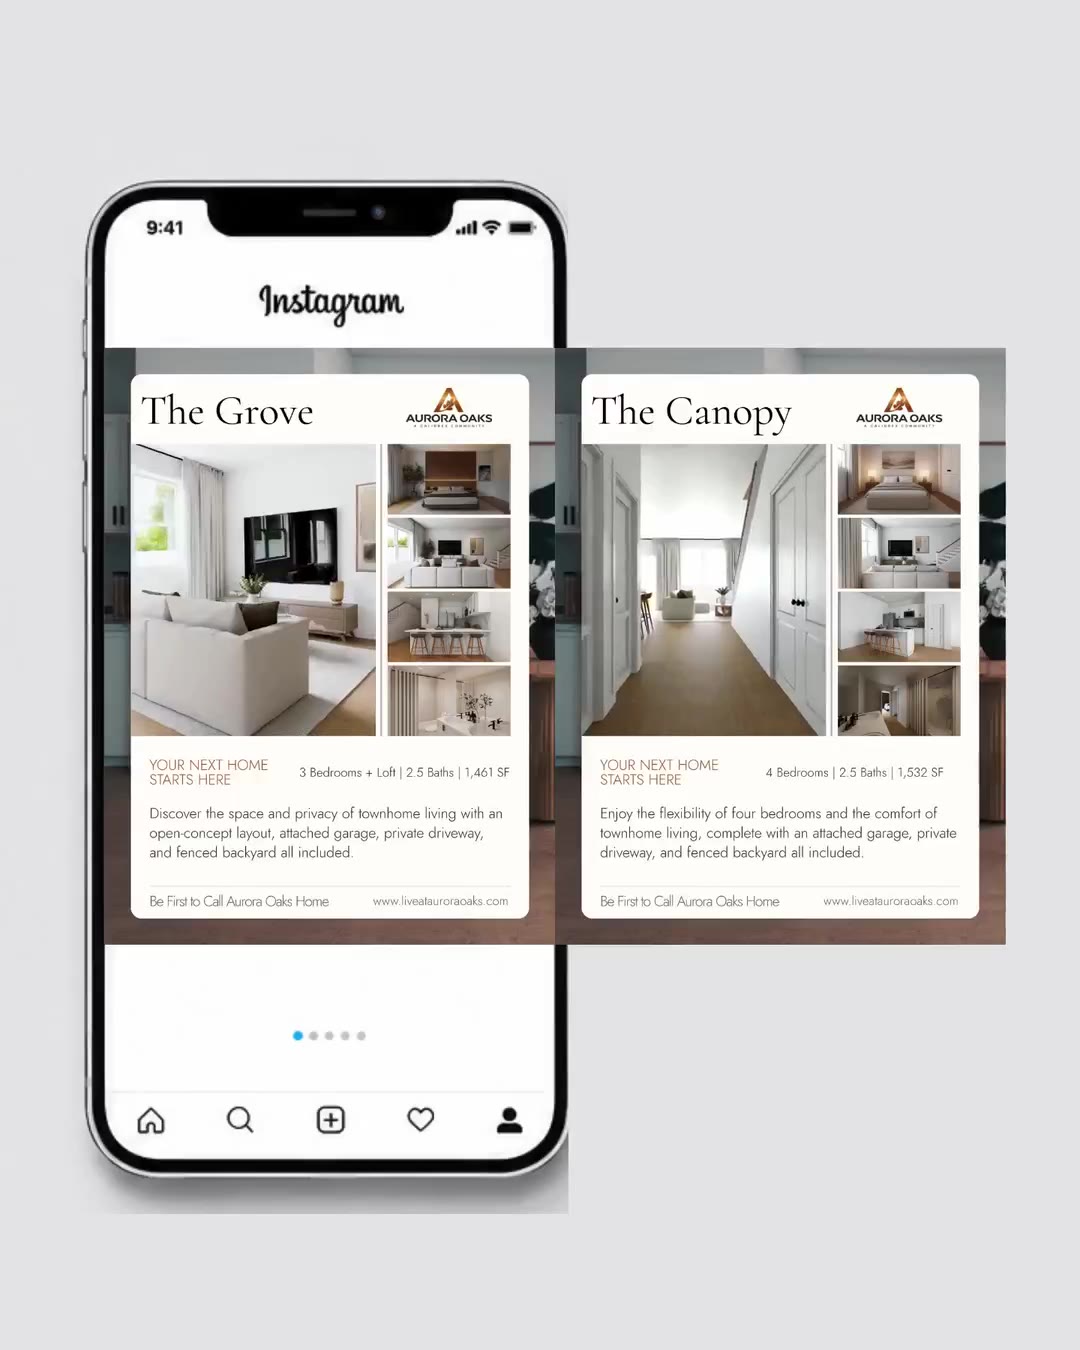 9:41
Instagram
The Grove
AURORA OAKS
A CALIBREX COMMUNITY
YOUR NEXT HOME
STARTS HERE
3 Bedrooms + Loft | 2.5 Baths | 1,461 SF
Discover the space and privacy of townhome living with an
open-concept layout, attached garage, private driveway,
and fenced backyard all included.
Be First to Call Aurora Oaks Home
www.liveatauroraoaks.com
The Canopy
AURORA OAKS
A CALIBREX COMMUNITY
YOUR NEXT HOME
STARTS HERE
4 Bedrooms | 2.5 Baths | 1,532 SF
Enjoy the flexibility of four bedrooms and the comfort of
townhome living, complete with an attached garage, private
driveway, and fenced backyard all included.
Be First to Call Aurora Oaks Home
www.liveatauroraoaks.com